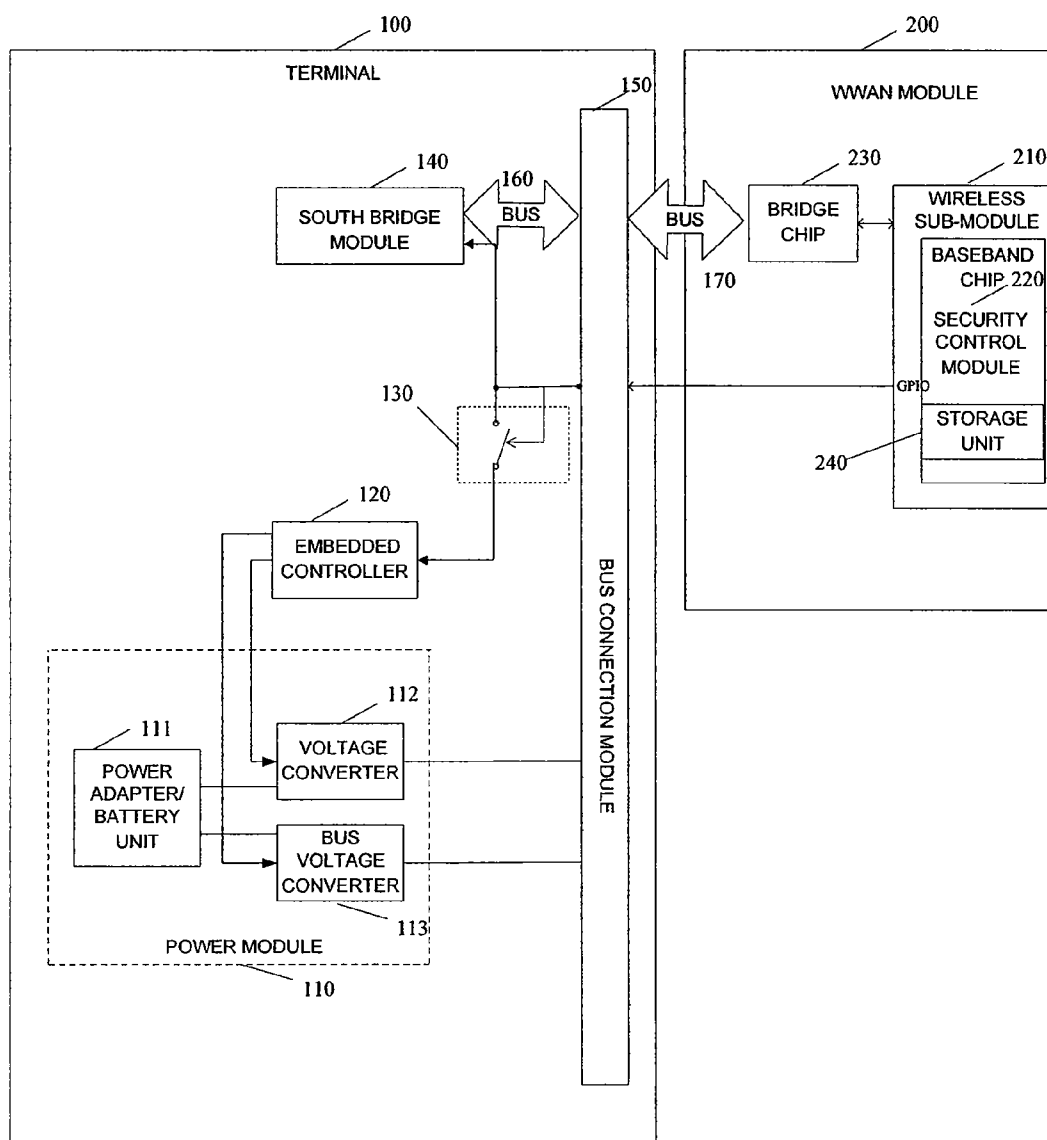 100
200
TERMINAL
150
WWAN MODULE
140
160
230
210
SOUTH BRIDGE
MODULE
BUS
BUS
170
BRIDGE
CHIP
WIRELESS
SUB-MODULE
BASEBAND
CHIP
220
SECURITY
CONTROL
MODULE
GPIO
STORAGE
UNIT
240
130
120
EMBEDDED
CONTROLLER
BUS CONNECTION MODULE
112
111
VOLTAGE
CONVERTER
POWER
ADAPTER/
BATTERY
UNIT
BUS
VOLTAGE
CONVERTER
113
POWER MODULE
110